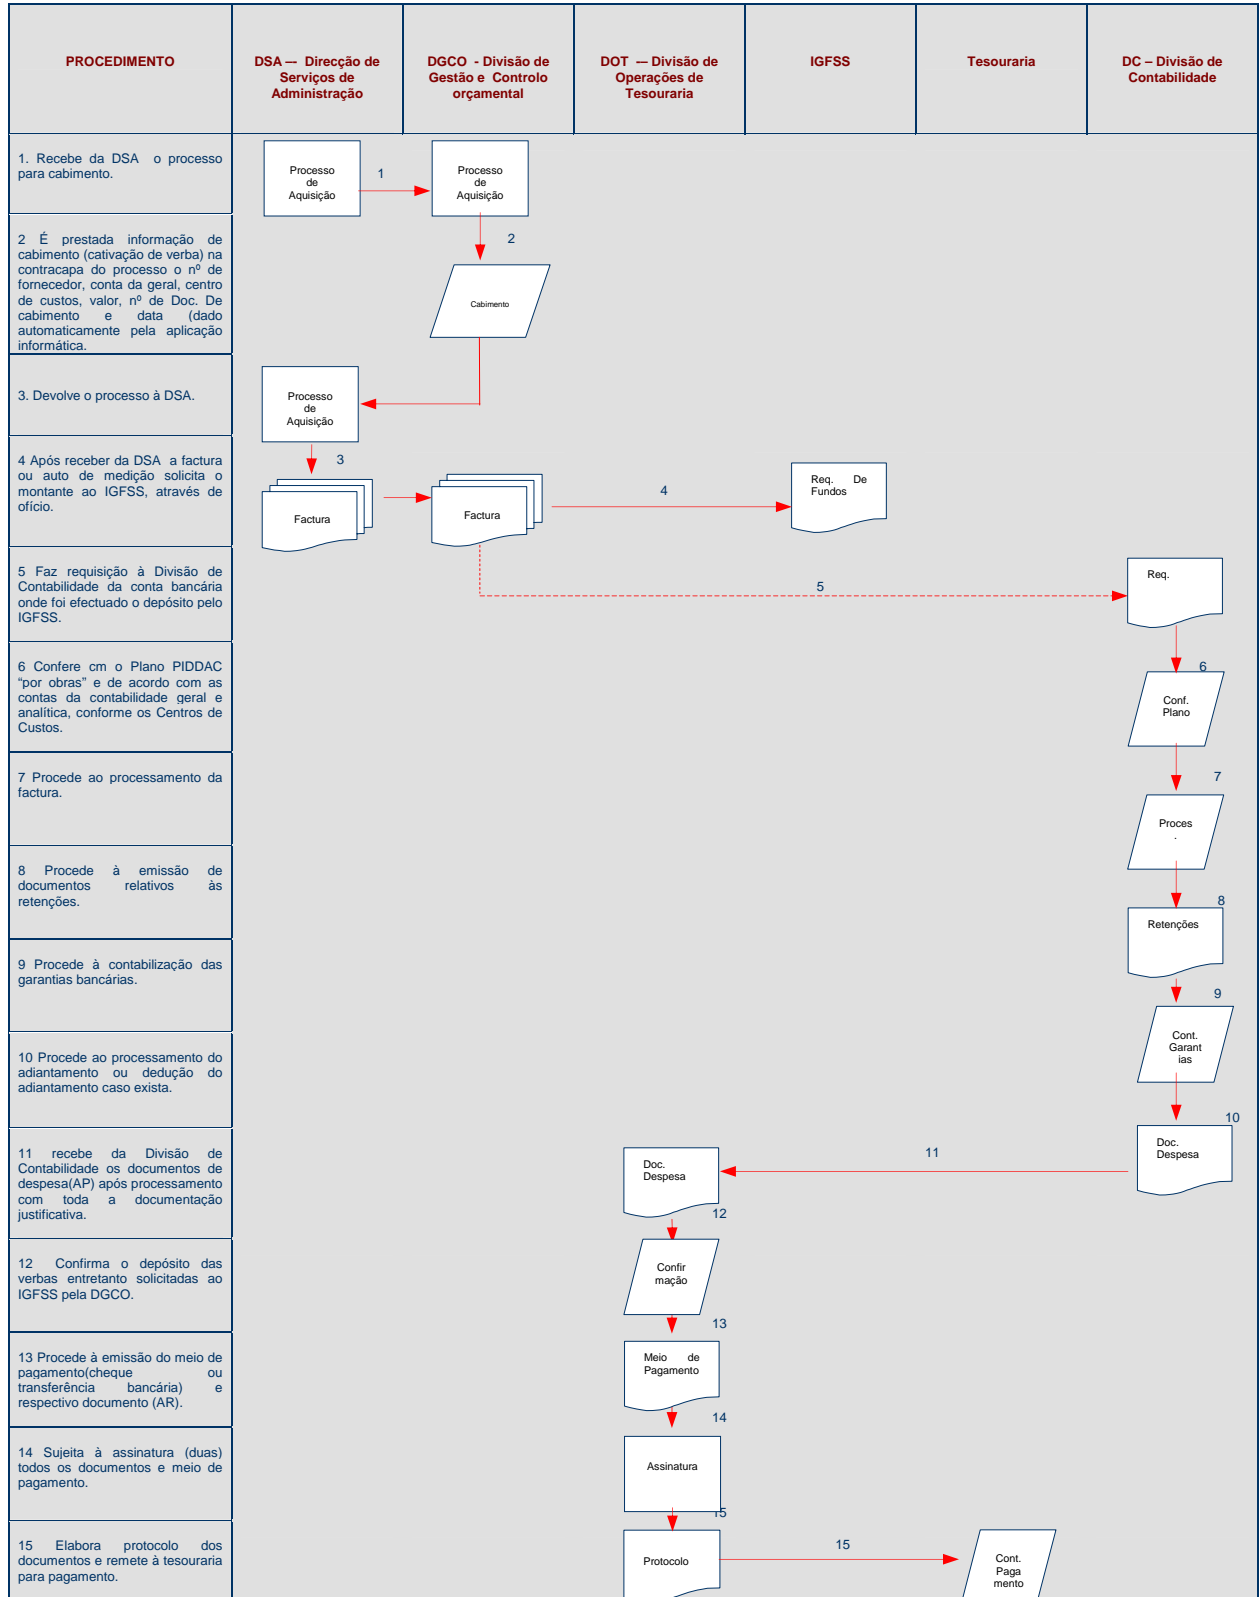 PROCEDIMENTO
DSA –- Direcção de
Serviços de
Administração
DGCO - Divisão de
Gestão e Controlo
orçamental
DOT –- Divisão de
Operações de
Tesouraria
IGFSS
Tesouraria
DC – Divisão de
Contabilidade
1. Recebe da DSA o processo
para cabimento.
Processo
de
Aquisição
1
Processo
de
Aquisição
2 É prestada informação de
cabimento (cativação de verba) na
contracapa do processo o nº de
fornecedor, conta da geral, centro
de custos, valor, nº de Doc. De
cabimento e data (dado
automaticamente pela aplicação
informática.
2
Cabimento
3. Devolve o processo à DSA.
Processo
de
Aquisição
4 Após receber da DSA a factura
ou auto de medição solicita o
montante ao IGFSS, através de
ofício.
3
Factura
Factura
4
Req. De
Fundos
5 Faz requisição à Divisão de
Contabilidade da conta bancária
onde foi efectuado o depósito pelo
IGFSS.
5
Req.
6 Confere cm o Plano PIDDAC
“por obras” e de acordo com as
contas da contabilidade geral e
analítica, conforme os Centros de
Custos.
6
Conf.
Plano
7 Procede ao processamento da
factura.
7
Proces
.
8 Procede à emissão de
documentos relativos às
retenções.
8
Retenções
9 Procede à contabilização das
garantias bancárias.
9
Cont.
Garant
ias
10 Procede ao processamento do
adiantamento ou dedução do
adiantamento caso exista.
10
Doc.
Despesa
11 recebe da Divisão de
Contabilidade os documentos de
despesa(AP) após processamento
com toda a documentação
justificativa.
11
Doc.
Despesa
12
12 Confirma o depósito das
verbas entretanto solicitadas ao
IGFSS pela DGCO.
Confir
mação
13
13 Procede à emissão do meio de
pagamento(cheque ou
transferência bancária) e
respectivo documento (AR).
Meio de
Pagamento
14
14 Sujeita à assinatura (duas)
todos os documentos e meio de
pagamento.
Assinatura
15
15 Elabora protocolo dos
documentos e remete à tesouraria
para pagamento.
Protocolo
15
Cont.
Paga
mento